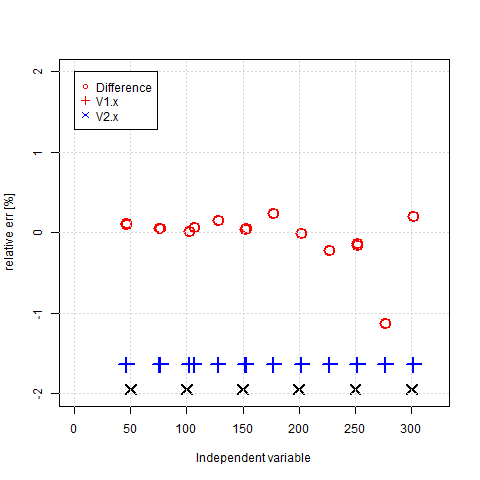 Difference
V1.x
V2.x
relative err [%]
2
1
0
-1
-2
0 50 100 150 200 250 300
Independent variable